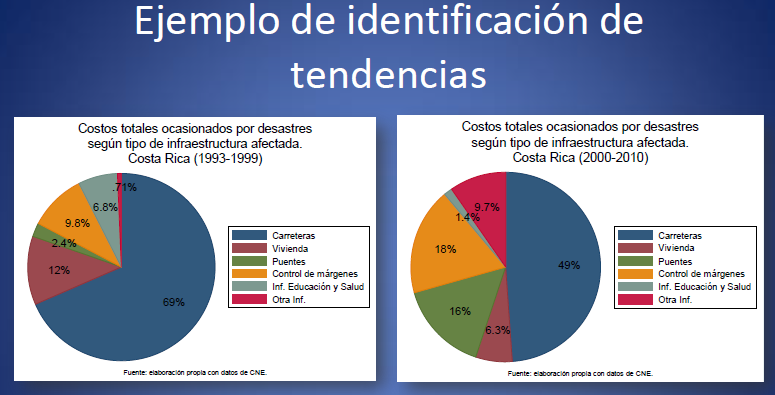 Ejemplo de identificación de
tendencias
Costos totales ocasionados por desastres
según tipo de infraestructura afectada.
Costa Rica (1993-1999)
.71%
6.8%
9.8%
2.4%
12%
69%
Carreteras
Vivienda
Puentes
Control de márgenes
Inf. Educación y Salud
Otra Inf.
Fuente: elaboración propia con datos de CNE.
Costos totales ocasionados por desastres
según tipo de infraestructura afectada.
Costa Rica (2000-2010)
9.7%
1.4%
18%
49%
16%
6.3%
Carreteras
Vivienda
Puentes
Control de márgenes
Inf. Educación y Salud
Otra Inf.
Fuente: elaboración propia con datos de CNE.